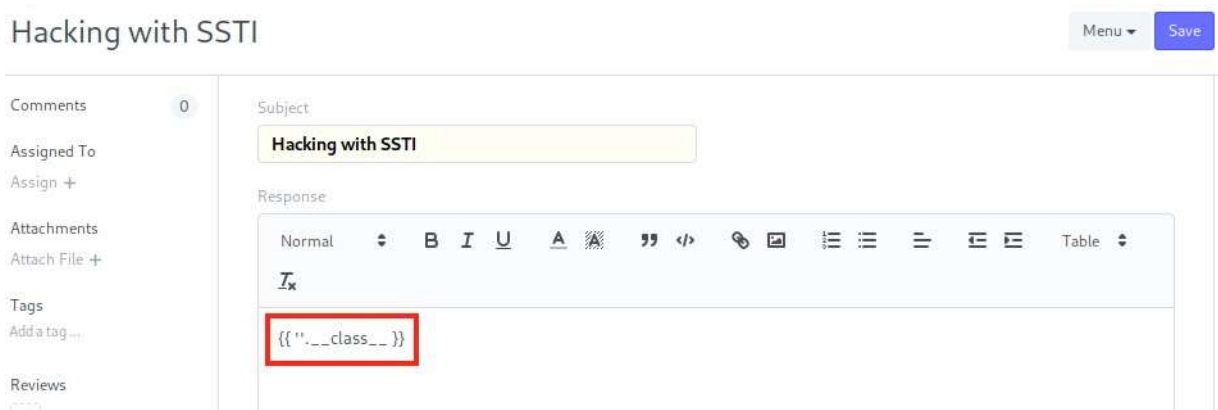 Hacking with SSTI
Menu
Save
Comments 0
Assigned To
Assign +
Attachments
Attach File +
Tags
Add a tag ...
Reviews
Subject
Hacking with SSTI
Response
Normal B I U A A " </> Table
Tx
{{ ''.__class__ }}